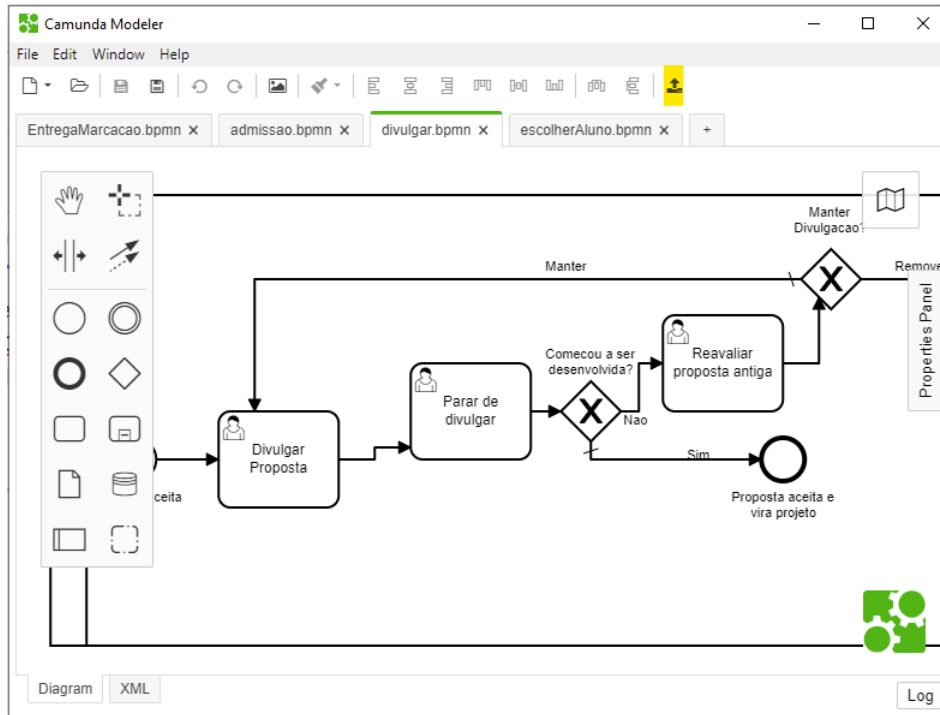 Camunda Modeler
File Edit Window Help
EntregaMarcacao.bpmn
admissao.bpmn
divulgar.bpmn
escolherAluno.bpmn
+
Manter
Divulgacao?
Manter
Remove
Properties Panel
Comecou a ser
desenvolvida?
Reavaliar
proposta antiga
Parar de
divulgar
Nao
Divulgar
Proposta
Sim
ceita
Proposta aceita e
vira projeto
Diagram
XML
Log